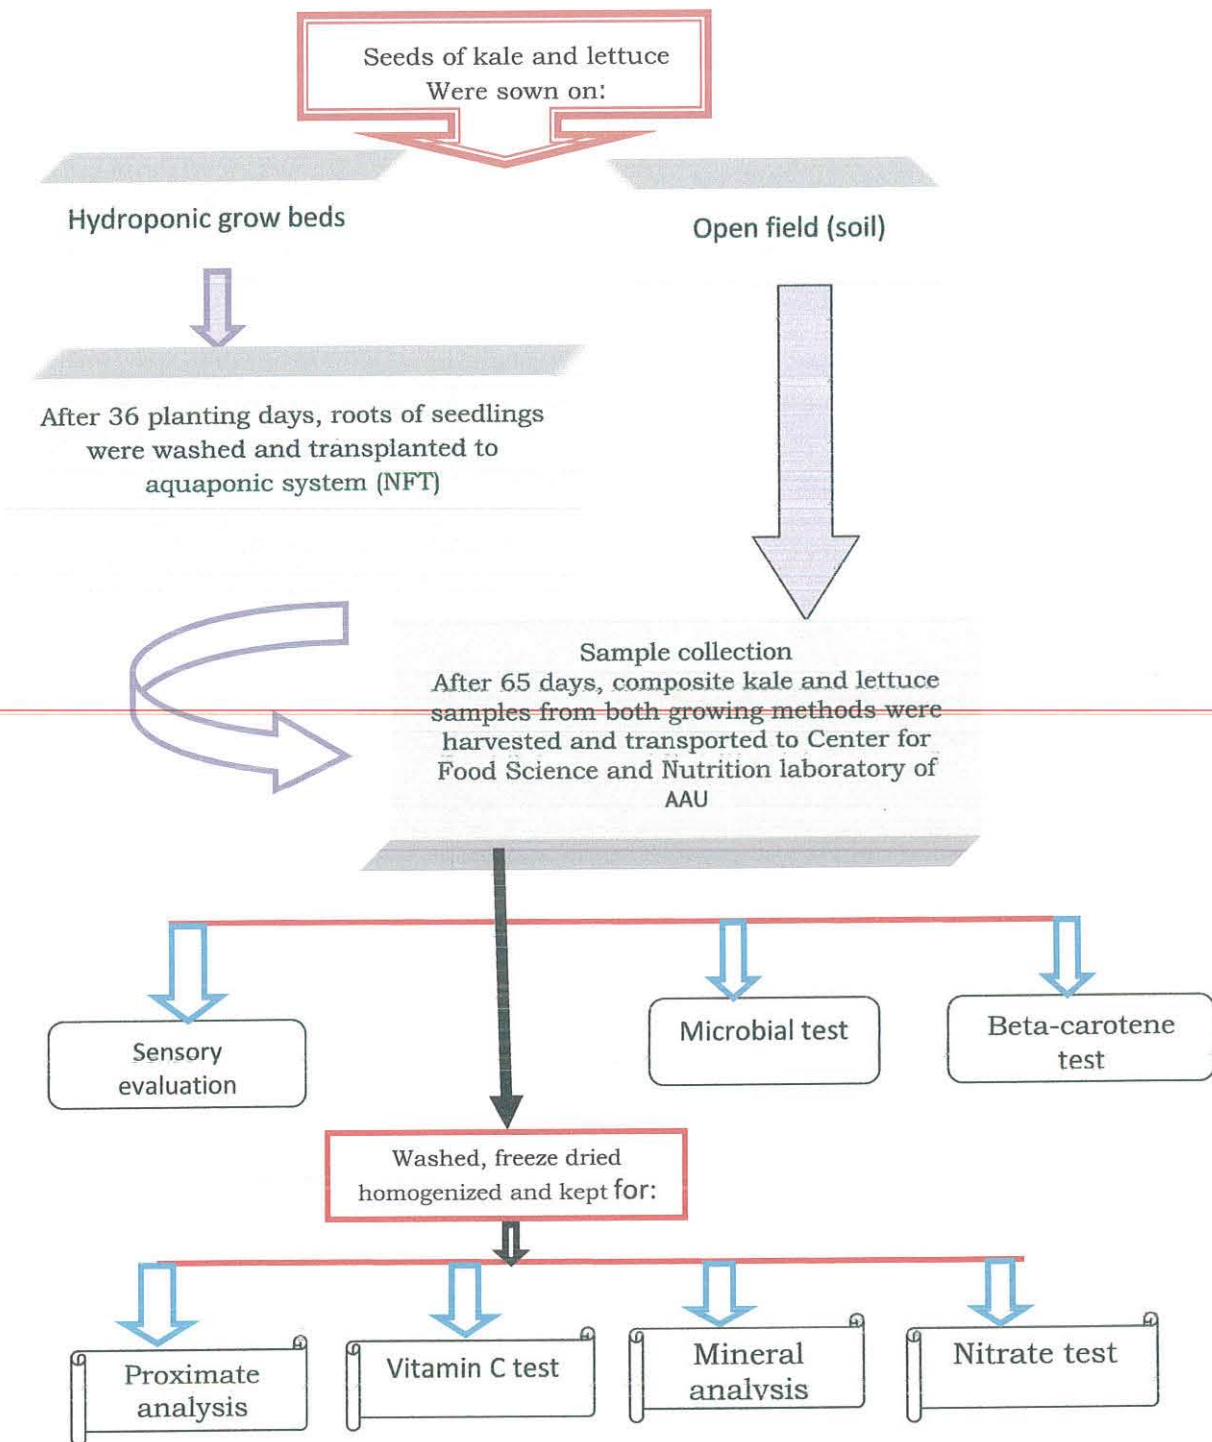 Seeds of kale and lettuce
Were sown on:
Hydroponic grow beds
Open field (soil)
After 36 planting days, roots of seedlings
were washed and transplanted to
aquaponic system (NFT)
Sample collection
After 65 days, composite kale and lettuce
samples from both growing methods were
harvested and transported to Center for
Food Science and Nutrition laboratory of
AAU
Sensory
evaluation
Microbial test
Beta-carotene
test
Washed, freeze dried
homogenized and kept for:
Proximate
analysis
Vitamin C test
Mineral
analysis
Nitrate test